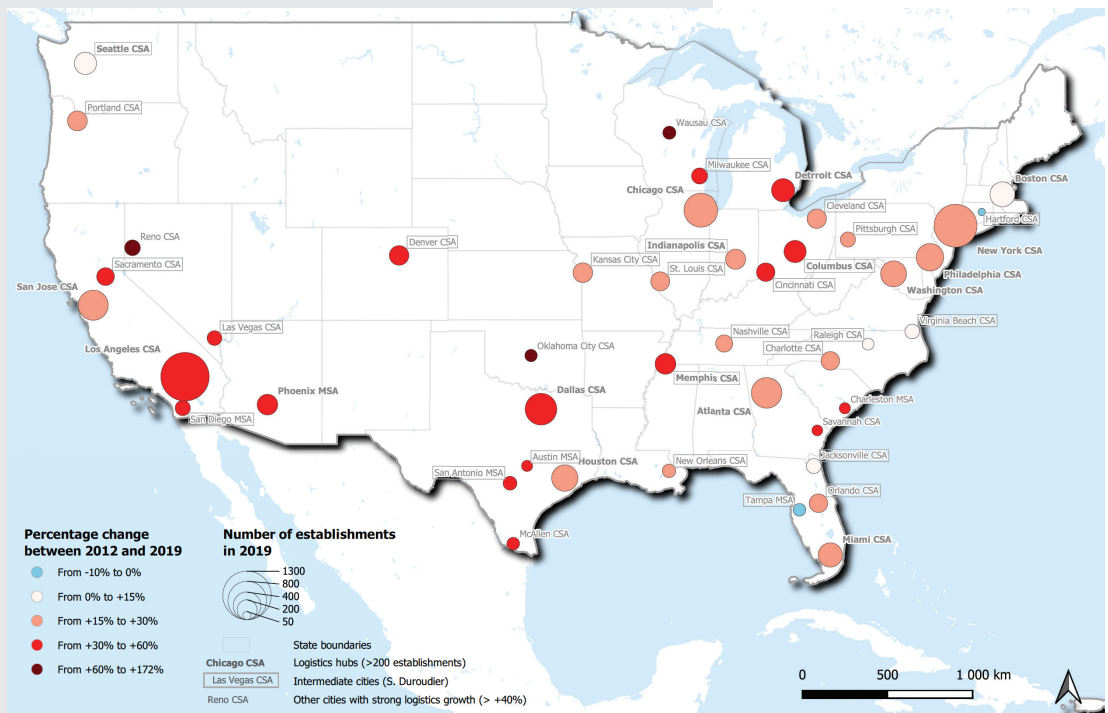 Seattle CSA
Portland CSA
Wausau CSA
Milwaukee CSA
Detrroit CSA
Boston CSA
Chicago CSA
Cleveland CSA
Hartford CSA
Pittsburgh CSA
Reno CSA
Denver CSA
Indianapolis CSA
New York CSA
Sacramento CSA
Kansas City CSA
St. Louis CSA
Columbus CSA
Philadelphia CSA
Cincinnati CSA
Washington CSA
San Jose CSA
Las Vegas CSA
Virginia Beach CSA
Nashville CSA
Raleigh CSA
Los Angeles CSA
Oklahoma City CSA
Charlotte CSA
Memphis CSA
Phoenix MSA
Dallas CSA
Charleston MSA
San Diego MSA
Atlanta CSA
Savannah CSA
Austin MSA
Houston CSA
Jacksonville CSA
San Antonio MSA
New Orleans CSA
Orlando CSA
Tampa MSA
McAllen CSA
Miami CSA
Percentage change
between 2012 and 2019
From -10% to 0%
From 0% to +15%
From +15% to +30%
From +30% to +60%
From +60% to +172%
Number of establishments
in 2019
1300
800
400
200
50
State boundaries
Chicago CSA Logistics hubs (>200 establishments)
Las Vegas CSA Intermediate cities (S. Duroudier)
Reno CSA Other cities with strong logistics growth (> +40%)
0 500 1 000 km